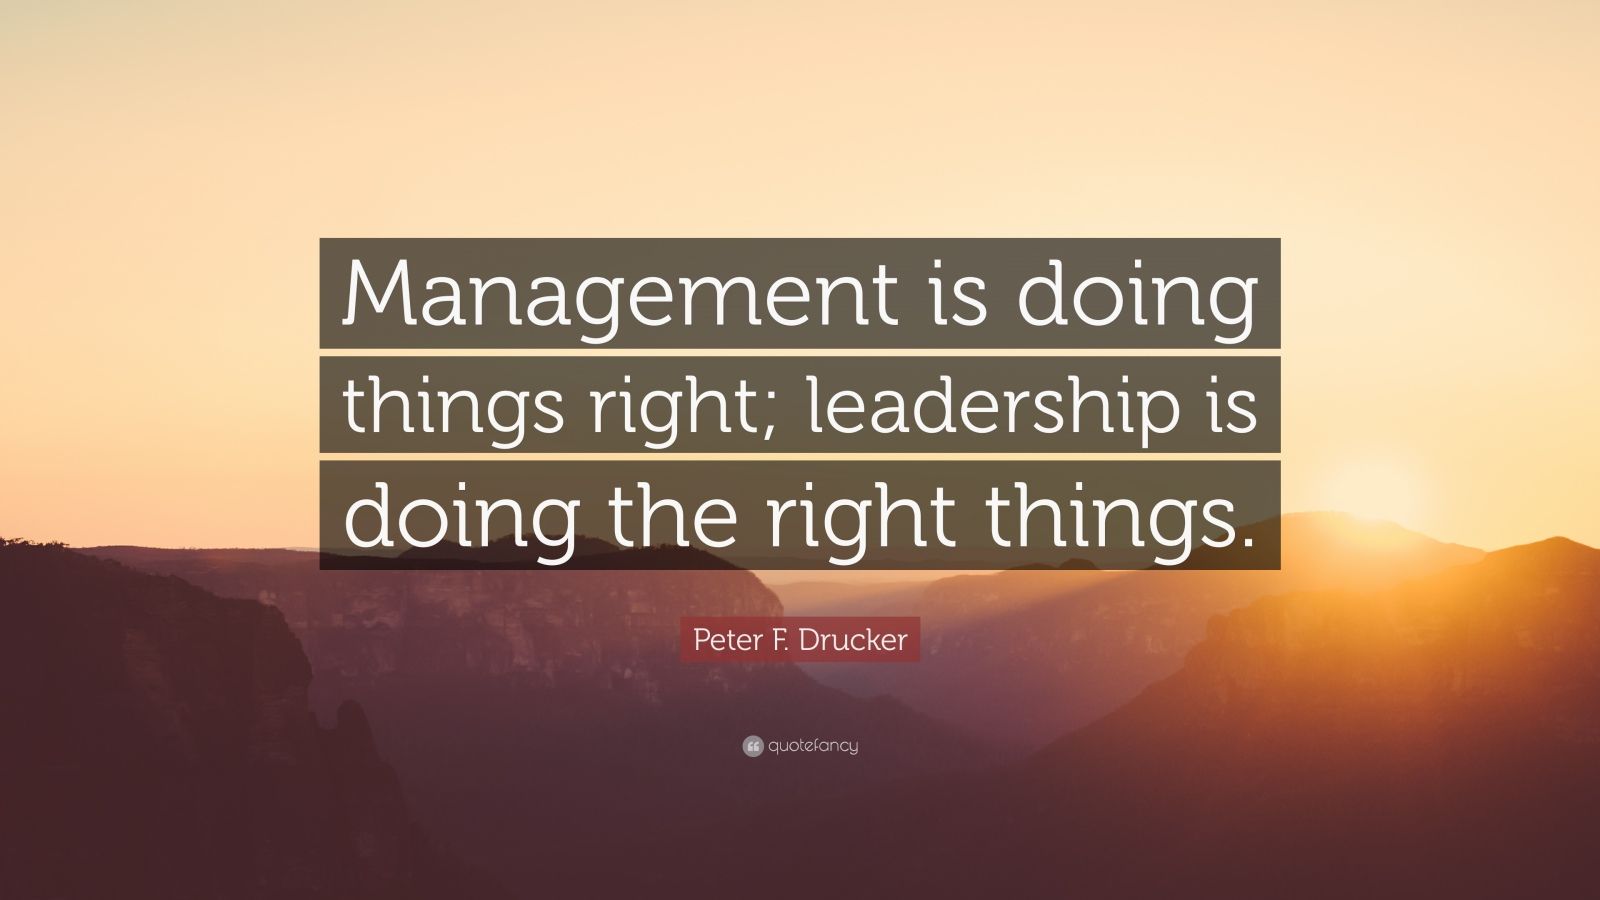 Management is doing
things right; leadership is
doing the right things.
Peter F. Drucker
quotefancy